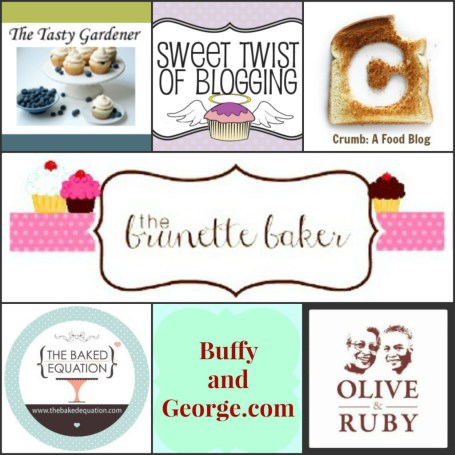 The Tasty Gardener
SWEET TWIST
OF BLOGGING
Crumb: A Food Blog
the
brunette baker
{THE BAKED
EQUATION}
www.thebakedequation.com
Buffy
and
George.com
OLIVE
&
RUBY